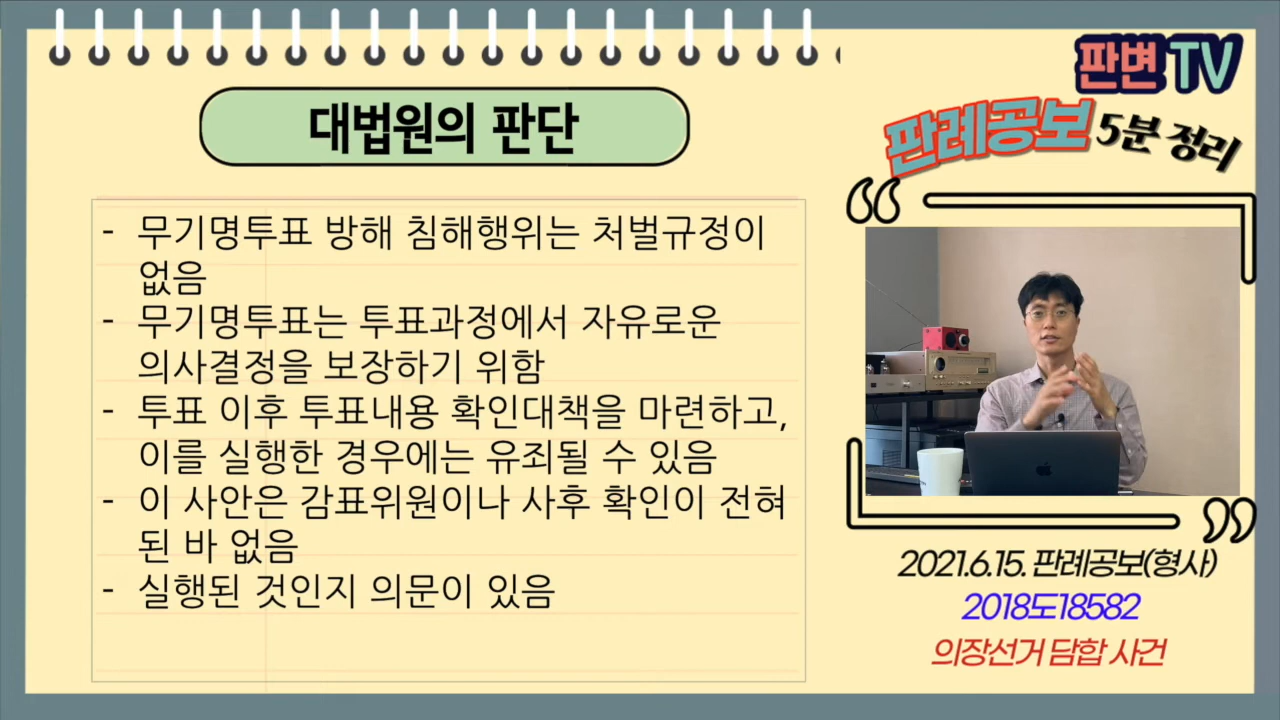 판변 TV
판례공보 5분 정리
대법원의 판단
- 무기명투표 방해 침해행위는 처벌규정이
없음
- 무기명투표는 투표과정에서 자유로운
의사결정을 보장하기 위함
- 투표 이후 투표내용 확인대책을 마련하고,
이를 실행한 경우에는 유죄될 수 있음
- 이 사안은 감표위원이나 사후 확인이 전혀
된 바 없음
- 실행된 것인지 의문이 있음
2021.6.15. 판례공보(형사)
2018도18582
의장선거 담합 사건